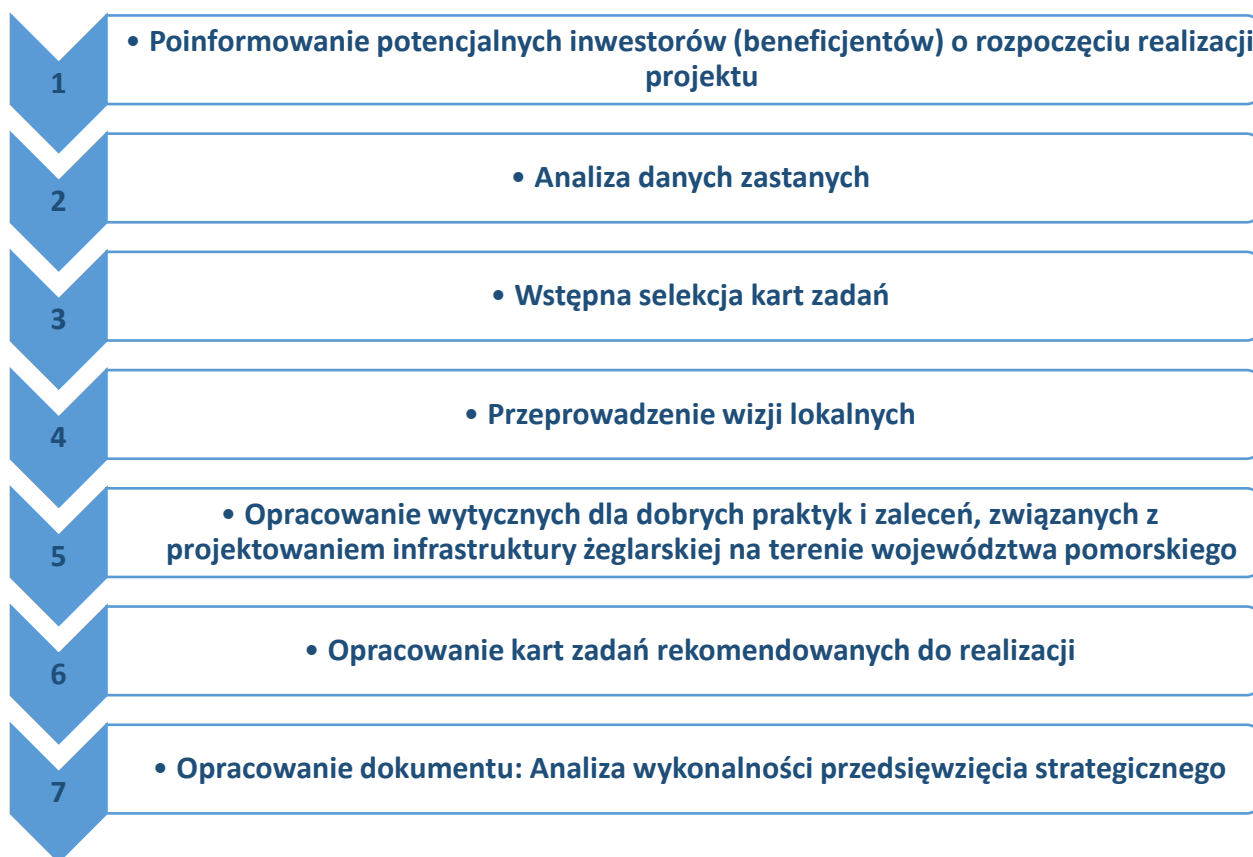 1
• Poinformowanie potencjalnych inwestorów (beneficjentów) o rozpoczęciu realizacji
projektu
2
• Analiza danych zastanych
3
• Wstępna selekcja kart zadań
4
• Przeprowadzenie wizji lokalnych
5
• Opracowanie wytycznych dla dobrych praktyk i zaleceń, związanych z
projektowaniem infrastruktury żeglarskiej na terenie województwa pomorskiego
6
• Opracowanie kart zadań rekomendowanych do realizacji
7
• Opracowanie dokumentu: Analiza wykonalności przedsięwzięcia strategicznego